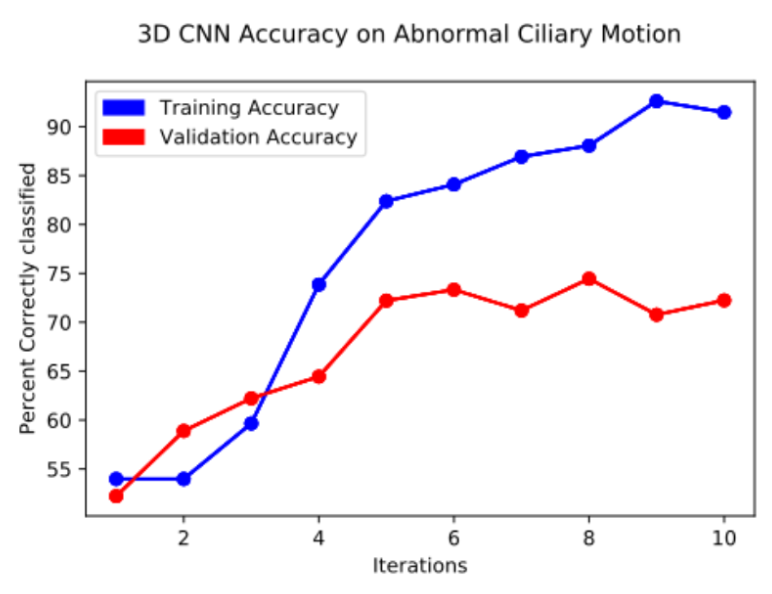 3D CNN Accuracy on Abnormal Ciliary Motion
Training Accuracy
Validation Accuracy
Percent Correctly classified
90
85
80
75
70
65
60
55
2 4 6 8 10
Iterations